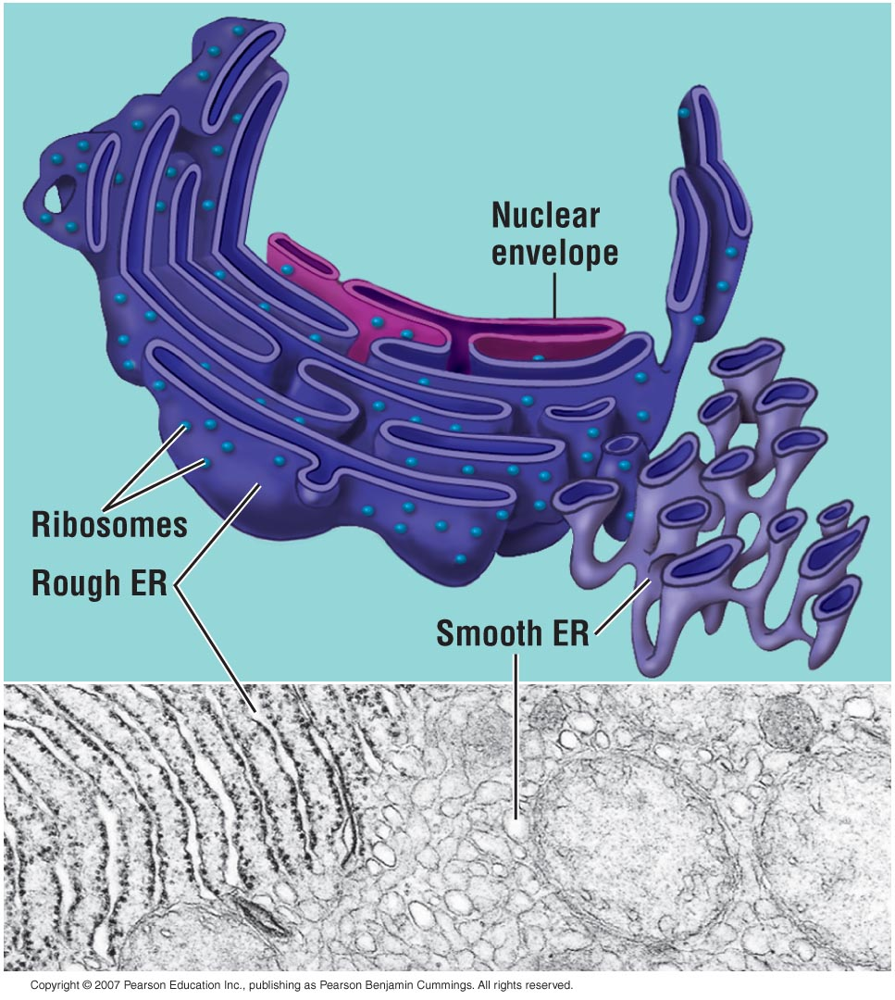 Nuclear
envelope
Ribosomes
Rough ER
Smooth ER
Copyright © 2007 Pearson Education Inc., publishing as Pearson Benjamin Cummings. All rights reserved.